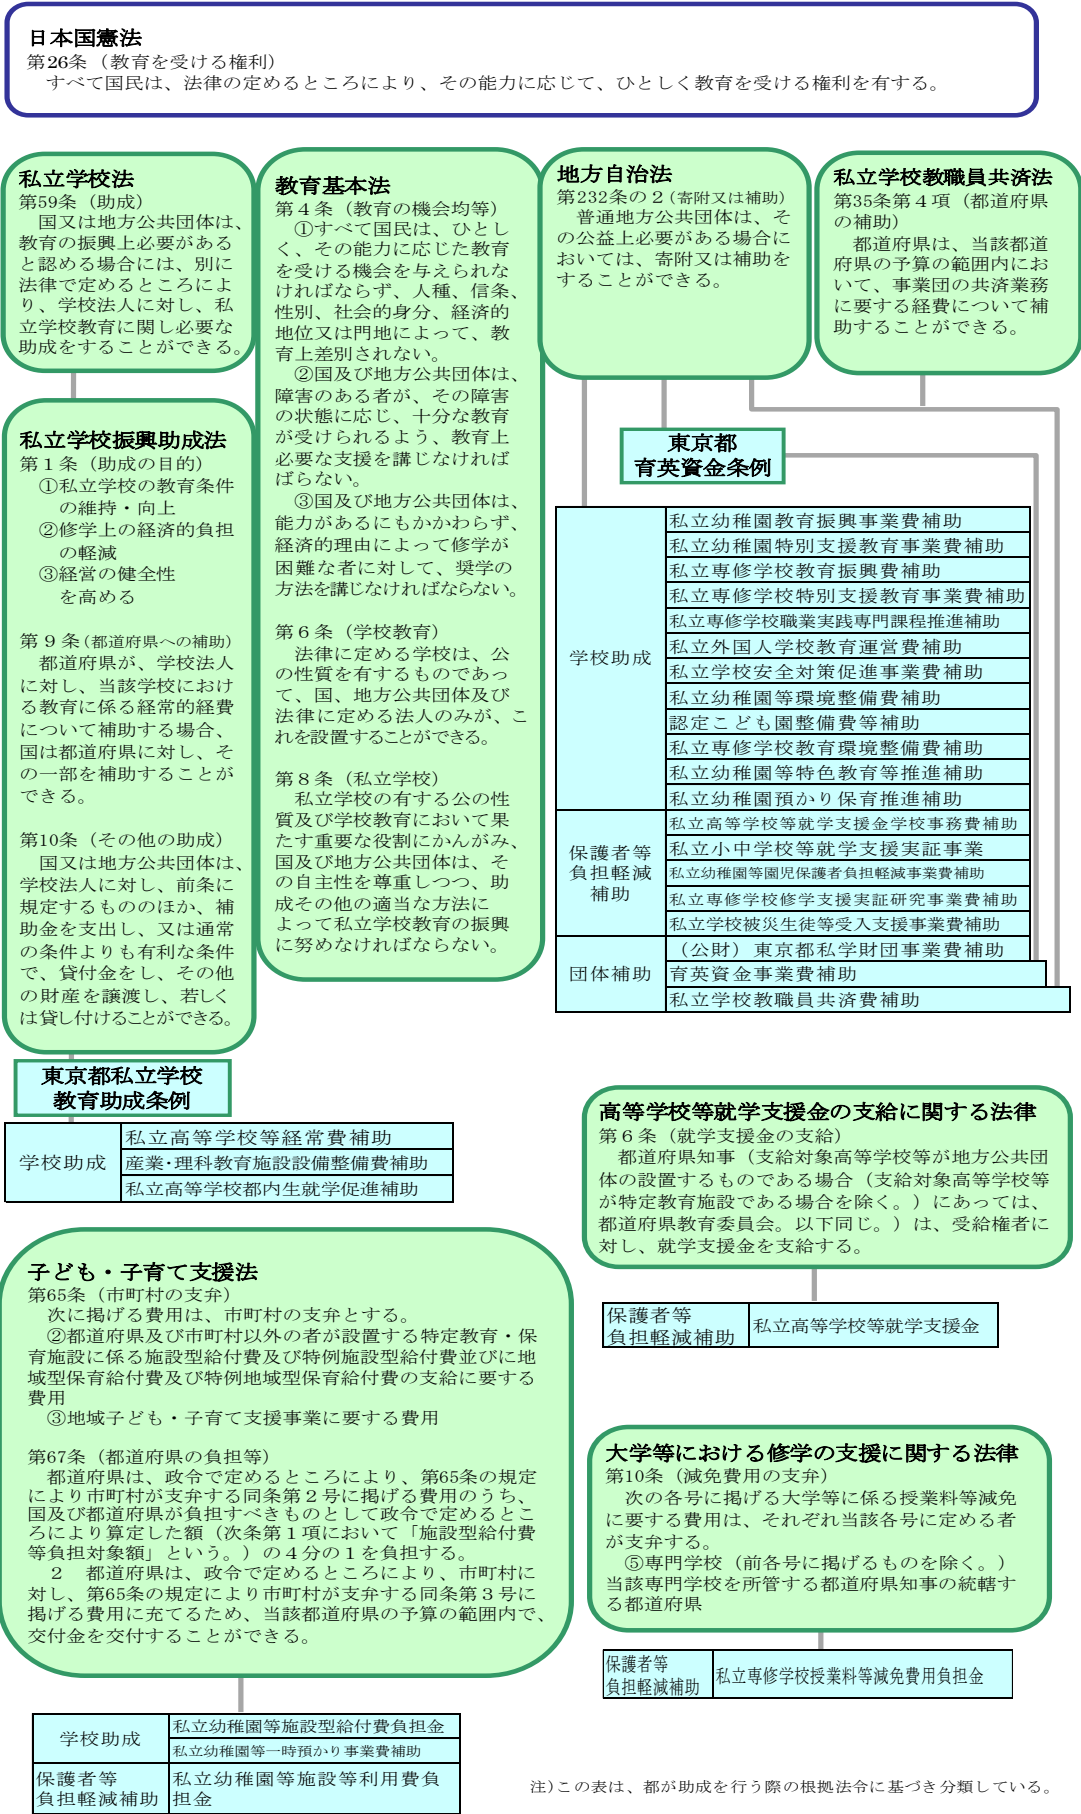 日本国憲法
第26条（教育を受ける権利）
すべて国民は、法律の定めるところにより、その能力に応じて、ひとしく教育を受ける権利を有する。
私立学校法
第59条（助成）
国又は地方公共団体は、
教育の振興上必要がある
と認める場合には、別に
法律で定めるところによ
り、学校法人に対し、私
立学校教育に関し必要な
助成をすることができる。
私立学校振興助成法
第１条（助成の目的）
①私立学校の教育条件
の維持・向上
②修学上の経済的負担
の軽減
③経営の健全性
を高める
第９条（都道府県への補助）
都道府県が、学校法人
に対し、当該学校におけ
る教育に係る経常的経費
について補助する場合、
国は都道府県に対し、そ
の一部を補助することが
できる。
第10条（その他の助成）
国又は地方公共団体は、
学校法人に対し、前条に
規定するもののほか、補
助金を支出し、又は通常
の条件よりも有利な条件
で、貸付金をし、その他
の財産を譲渡し、若しく
は貸し付けることができる。
東京都私立学校
教育助成条例
学校助成
私立高等学校等経常費補助
産業・理科教育施設設備整備費補助
私立高等学校都内生就学促進補助
教育基本法
第４条（教育の機会均等）
①すべて国民は、ひとし
く、その能力に応じた教育
を受ける機会を与えられな
ければならず、人種、信条、
性別、社会的身分、経済的
地位又は門地によって、教
育上差別されない。
②国及び地方公共団体は、
障害のある者が、その障害
の状態に応じ、十分な教育
が受けられるよう、教育上
必要な支援を講じなければ
ばらない。
③国及び地方公共団体は、
能力があるにもかかわらず、
経済的理由によって修学が
困難な者に対して、奨学の
方法を講じなければならない。
第６条（学校教育）
法律に定める学校は、公
の性質を有するものであっ
て、国、地方公共団体及び
法律に定める法人のみが、こ
れを設置することができる。
第８条（私立学校）
私立学校の有する公の性
質及び学校教育において果
たす重要な役割にかんがみ、
国及び地方公共団体は、そ
の自主性を尊重しつつ、助
成その他の適当な方法に
よって私立学校教育の振興
に努めなければならない。
地方自治法
第232条の２（寄附又は補助）
普通地方公共団体は、そ
の公益上必要がある場合に
おいては、寄附又は補助を
することができる。
私立学校教職員共済法
第35条第４項（都道府県
の補助）
都道府県は、当該都道
府県の予算の範囲内にお
いて、事業団の共済業務
に要する経費について補
助することができる。
東京都
育英資金条例
学校助成
私立幼稚園教育振興事業費補助
私立幼稚園特別支援教育事業費補助
私立専修学校教育振興費補助
私立専修学校特別支援教育事業費補助
私立専修学校職業実践専門課程推進補助
私立外国人学校教育運営費補助
私立学校安全対策促進事業費補助
私立幼稚園等環境整備費補助
認定こども園整備費等補助
私立専修学校教育環境整備費補助
私立幼稚園等特色教育等推進補助
私立幼稚園預かり保育推進補助
保護者等
負担軽減
補助
私立高等学校等就学支援金学校事務費補助
私立小中学校等就学支援実証事業
私立幼稚園等園児保護者負担軽減事業費補助
私立専修学校修学支援実証研究事業費補助
私立学校被災生徒等受入支援事業費補助
団体補助
（公財）東京都私学財団事業費補助
育英資金事業費補助
私立学校教職員共済費補助
高等学校等就学支援金の支給に関する法律
第６条（就学支援金の支給）
都道府県知事（支給対象高等学校等が地方公共団
体の設置するものである場合（支給対象高等学校等
が特定教育施設である場合を除く。）にあっては、
都道府県教育委員会。以下同じ。）は、受給権者に
対し、就学支援金を支給する。
保護者等
負担軽減補助
私立高等学校等就学支援金
子ども・子育て支援法
第65条（市町村の支弁）
次に掲げる費用は、市町村の支弁とする。
②都道府県及び市町村以外の者が設置する特定教育・保
育施設に係る施設型給付費及び特例施設型給付費並びに地
域型保育給付費及び特例地域型保育給付費の支給に要する
費用
③地域子ども・子育て支援事業に要する費用
第67条（都道府県の負担等）
都道府県は、政令で定めるところにより、第65条の規定
により市町村が支弁する同条第２号に掲げる費用のうち、
国及び都道府県が負担すべきものとして政令で定めるとこ
ろにより算定した額（次条第１項において「施設型給付費
等負担対象額」という。）の４分の１を負担する。
２　都道府県は、政令で定めるところにより、市町村に
対し、第65条の規定により市町村が支弁する同条第３号に
掲げる費用に充てるため、当該都道府県の予算の範囲内で、
交付金を交付することができる。
学校助成
私立幼稚園等施設型給付費負担金
私立幼稚園等一時預かり事業費補助
保護者等
負担軽減補助
私立幼稚園等施設等利用費負
担金
大学等における修学の支援に関する法律
第10条（減免費用の支弁）
次の各号に掲げる大学等に係る授業料等減免
に要する費用は、それぞれ当該各号に定める者
が支弁する。
⑤専門学校（前各号に掲げるものを除く。）
当該専門学校を所管する都道府県知事の統轄す
る都道府県
保護者等
負担軽減補助
私立専修学校授業料等減免費用負担金
注）この表は、都が助成を行う際の根拠法令に基づき分類している。